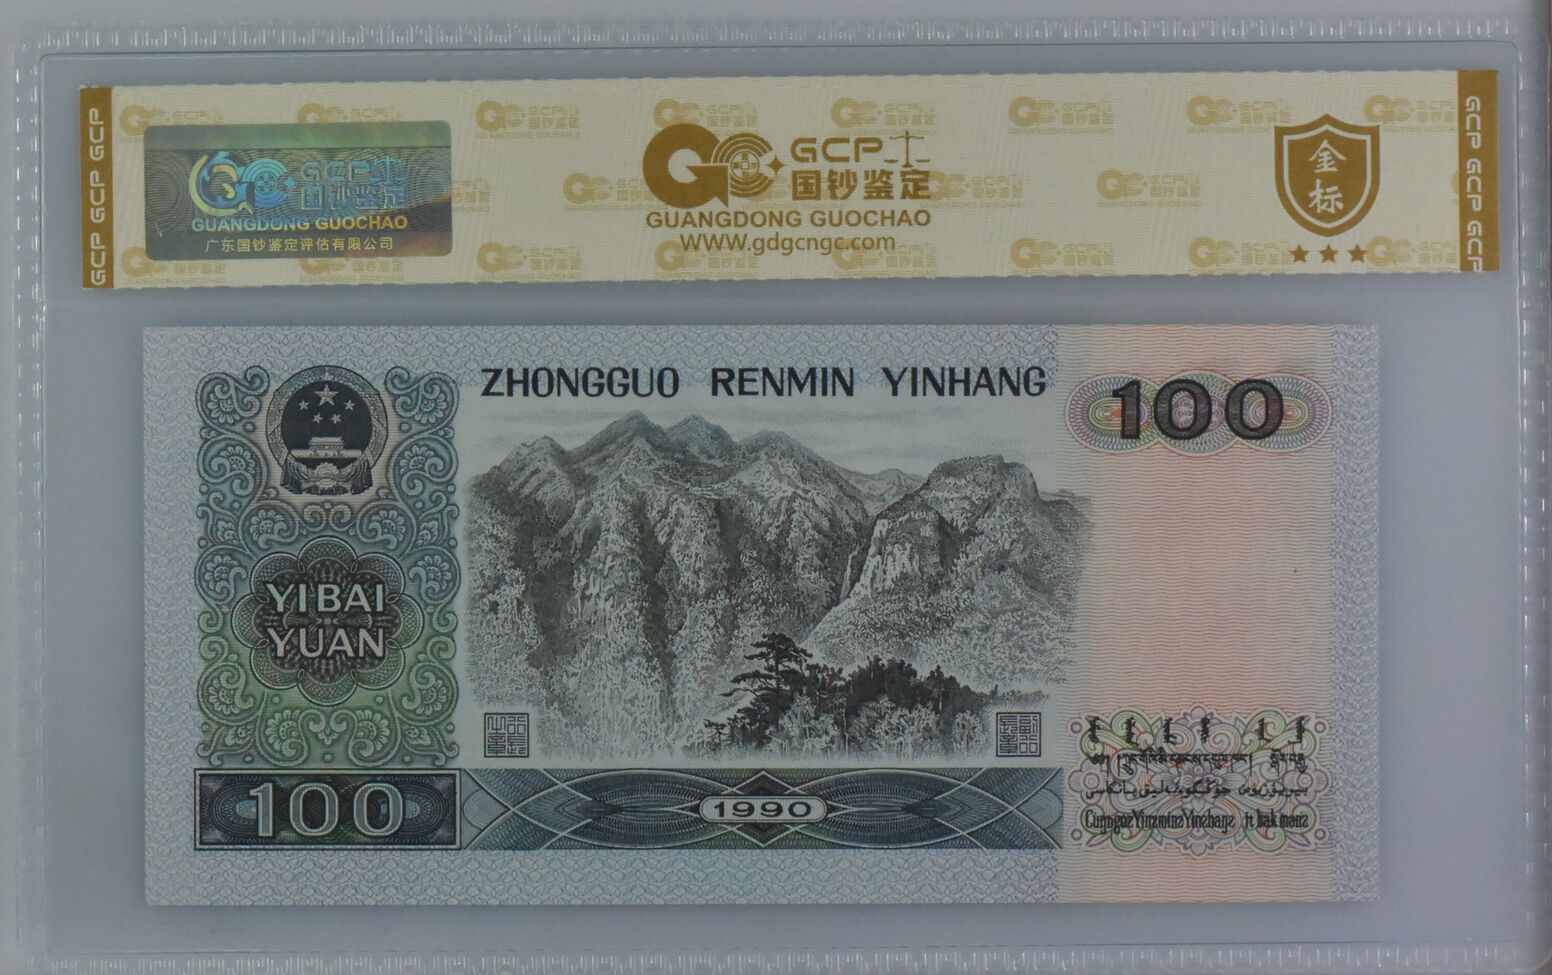 GCP GCP GCP
GCP 国钞鉴定
GUANGDONG GUOCHAO
广东国钞鉴定评估有限公司
GCP
国钞鉴定
GUANGDONG GUOCHAO
WWW.gdgcngc.com
金标
GCP GCP GCP
ZHONGGUO RENMIN YINHANG
100
YIBAI
YUAN
100
1990